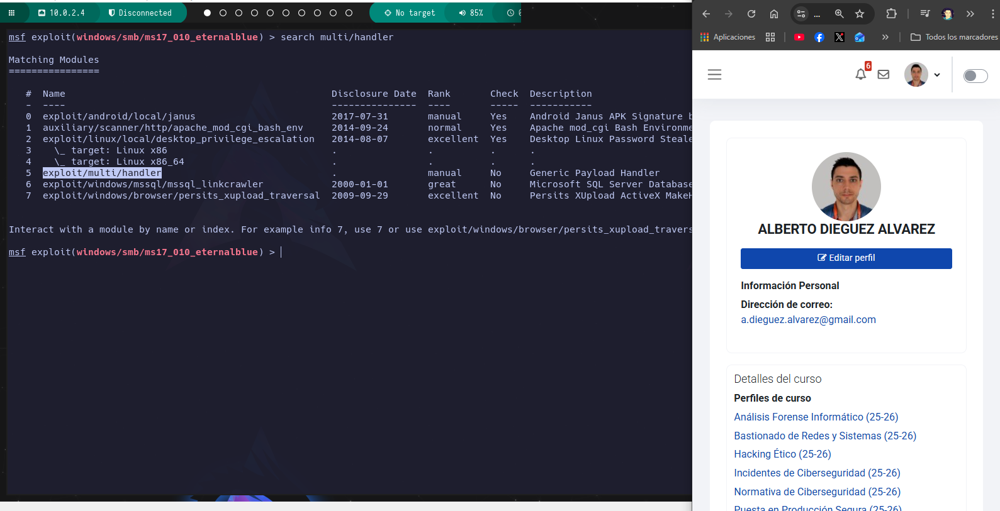 10.0.2.4 Disconnected No target 85%
msf exploit(windows/smb/ms17_010_eternalblue) > search multi/handler
Matching Modules
================
# Name Disclosure Date Rank Check Description
- ---- --------------- ---- ----- -----------
0 exploit/android/local/janus 2017-07-31 manual Yes Android Janus APK Signature b
1 auxiliary/scanner/http/apache_mod_cgi_bash_env 2014-09-24 normal Yes Apache mod_cgi Bash Environme
2 exploit/linux/local/desktop_privilege_escalation 2014-08-07 excellent Yes Desktop Linux Password Steale
3 \_ target: Linux x86 . . . .
4 \_ target: Linux x86_64 . . . .
5 exploit/multi/handler . manual No Generic Payload Handler
6 exploit/windows/mssql/mssql_linkcrawler 2000-01-01 great No Microsoft SQL Server Database
7 exploit/windows/browser/persits_xupload_traversal 2009-09-29 excellent No Persits XUpload ActiveX MakeH
Interact with a module by name or index. For example info 7, use 7 or use exploit/windows/browser/persits_xupload_travers
msf exploit(windows/smb/ms17_010_eternalblue) >
...
Aplicaciones
Todos los marcadores
6
ALBERTO DIEGUEZ ALVAREZ
Editar perfil
Información Personal
Dirección de correo:
a.dieguez.alvarez@gmail.com
Detalles del curso
Perfiles de curso
Análisis Forense Informático (25-26)
Bastionado de Redes y Sistemas (25-26)
Hacking Ético (25-26)
Incidentes de Ciberseguridad (25-26)
Normativa de Ciberseguridad (25-26)
Puesta en Producción Segura (25-26)